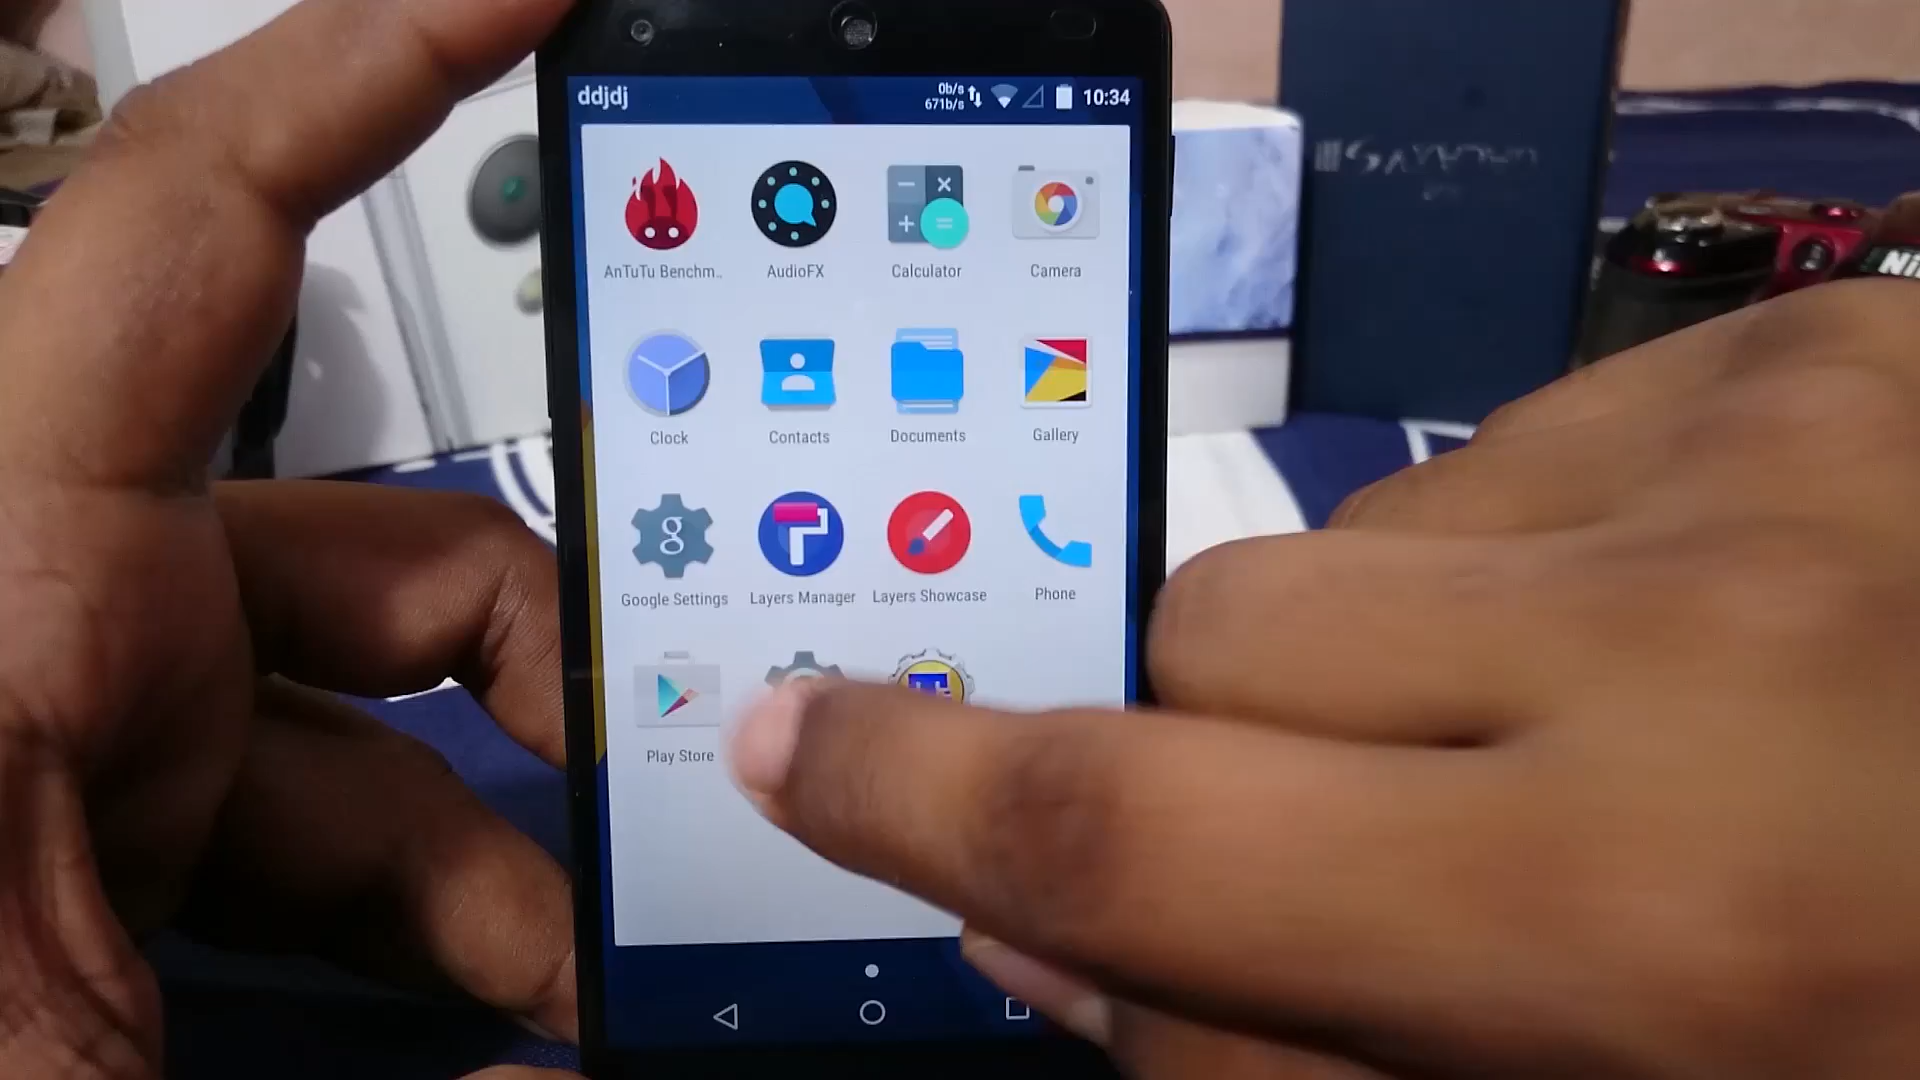 ddjdj 0b/s 671b/s 10:34
AnTuTu Benchm.. AudioFX Calculator Camera
Clock Contacts Documents Gallery
Google Settings Layers Manager Layers Showcase Phone
Play Store